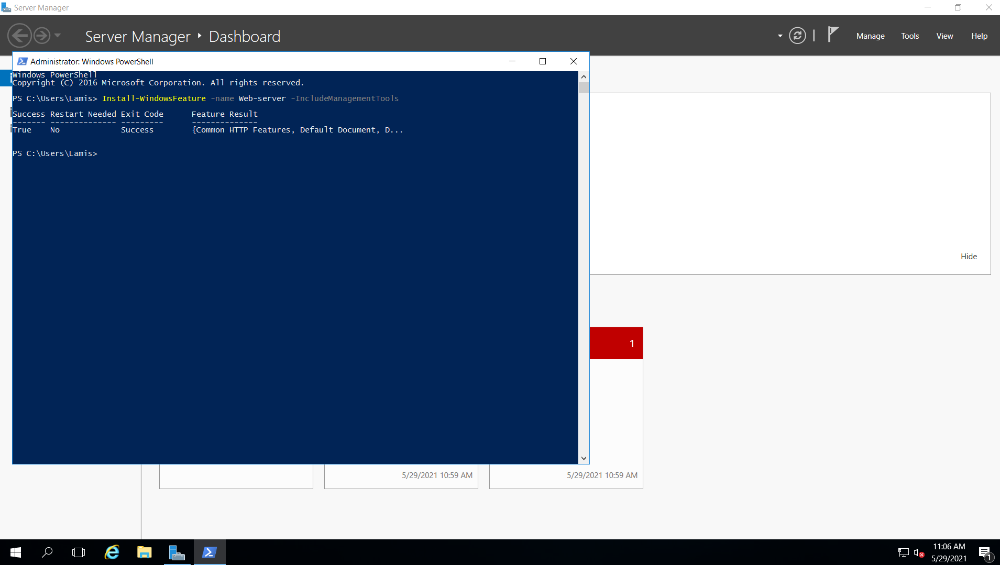 Server Manager
Server Manager ‣ Dashboard
Manage Tools View Help
Administrator: Windows PowerShell
Windows PowerShell
Copyright (C) 2016 Microsoft Corporation. All rights reserved.
PS C:\Users\Lamis> Install-WindowsFeature -name Web-server -IncludeManagementTools
Success Restart Needed Exit Code      Feature Result
------- -------------- ---------      --------------
True    No             Success        {Common HTTP Features, Default Document, D...
PS C:\Users\Lamis>
Hide
1
5/29/2021 10:59 AM
5/29/2021 10:59 AM
11:06 AM
5/29/2021
1